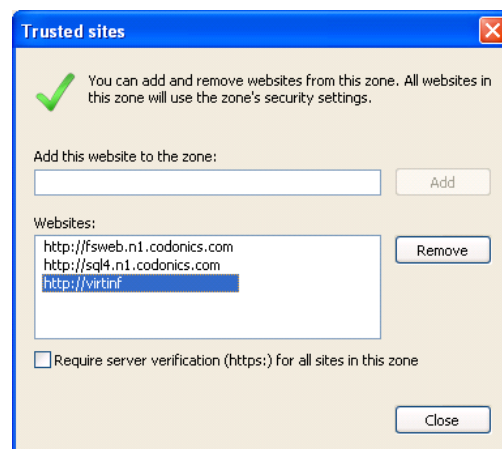 Trusted sites
You can add and remove websites from this zone. All websites in
this zone will use the zone's security settings.
Add this website to the zone:
Add
Websites:
http://fsweb.n1.codonics.com
http://sql4.n1.codonics.com
http://virtinf
Remove
Require server verification (https:) for all sites in this zone
Close